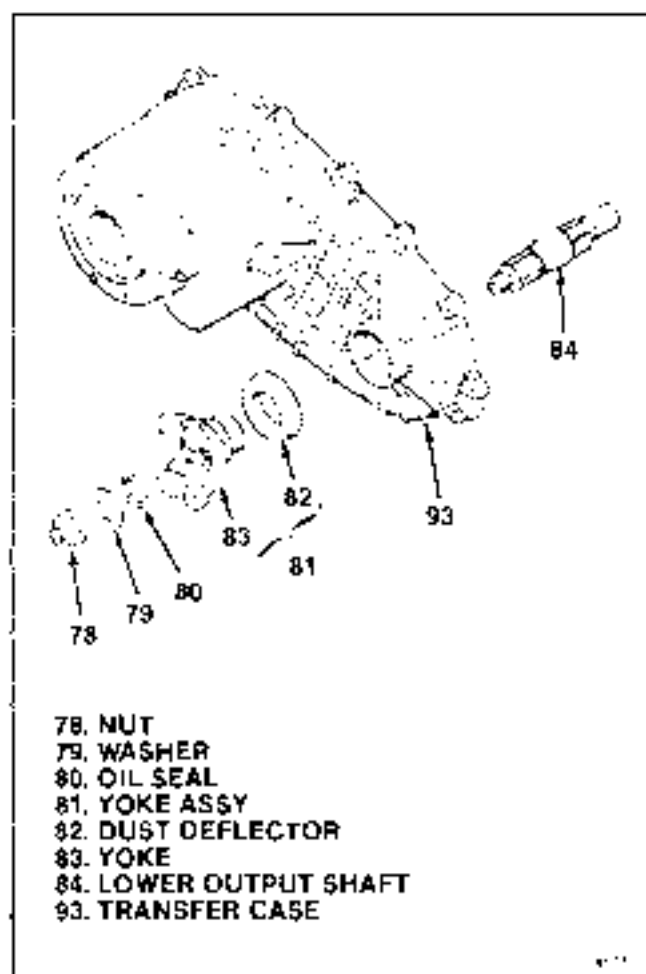 84
82
93
83
81
80
79
78
78. NUT
79. WASHER
80. OIL SEAL
81. YOKE ASSY
82. DUST DEFLECTOR
83. YOKE
84. LOWER OUTPUT SHAFT
93. TRANSFER CASE